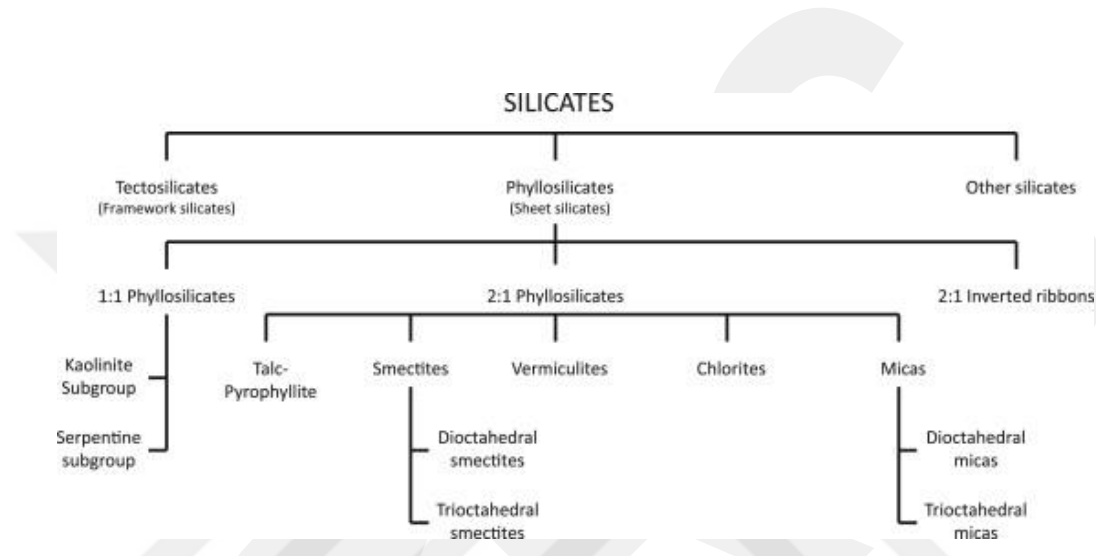 SILICATES
Tectosilicates
(Framework silicates)
Phyllosilicates
(Sheet silicates)
Other silicates
1:1 Phyllosilicates
2:1 Phyllosilicates
2:1 Inverted ribbons
Kaolinite
Subgroup
Serpentine
subgroup
Talc-
Pyrophyllite
Smectites
Vermiculites
Chlorites
Micas
Dioctahedral
smectites
Trioctahedral
smectites
Dioctahedral
micas
Trioctahedral
micas